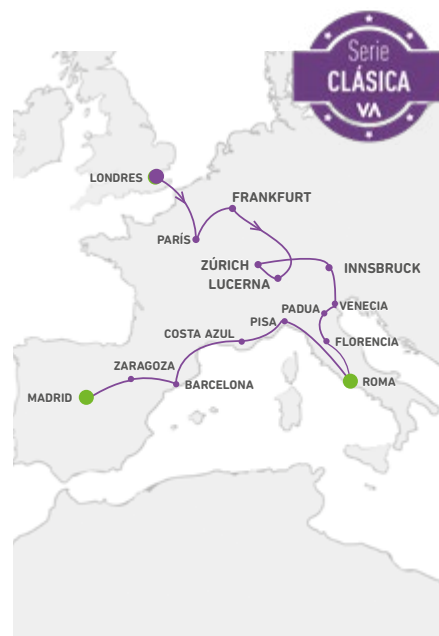 Serie
CLÁSICA
VA
LONDRES
FRANKFURT
PARÍS
ZÚRICH
INNSBRUCK
LUCERNA
VENECIA
PADUA
PISA
COSTA AZUL
FLORENCIA
ZARAGOZA
BARCELONA
ROMA
MADRID